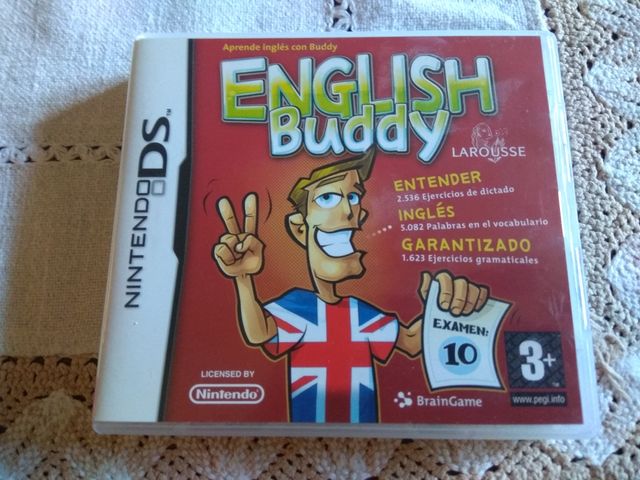 NINTENDO DS™
Aprende inglés con Buddy
ENGLISH
Buddy
LAROUSSE
ENTENDER
2.536 Ejercicios de dictado
INGLÉS
5.082 Palabras en el vocabulario
GARANTIZADO
1.623 Ejercicios gramaticales
EXAMEN:
10
LICENSED BY
Nintendo
BrainGame
3+
www.pegi.info